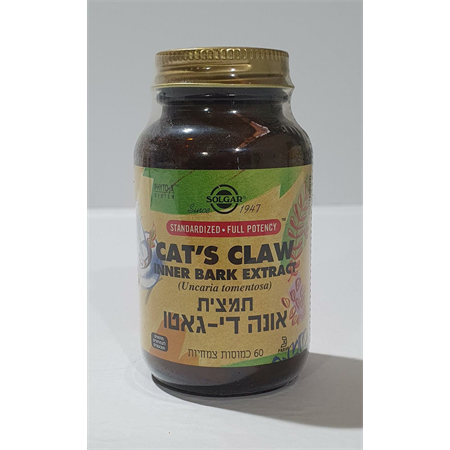 SOLGAR
Since 1947
STANDARDIZED • FULL POTENCY
CAT'S CLAW
INNER BARK EXTRACT
(Uncaria tomentosa)
תמצית
אונה די-גאטו
60 כמוסות צמחיות